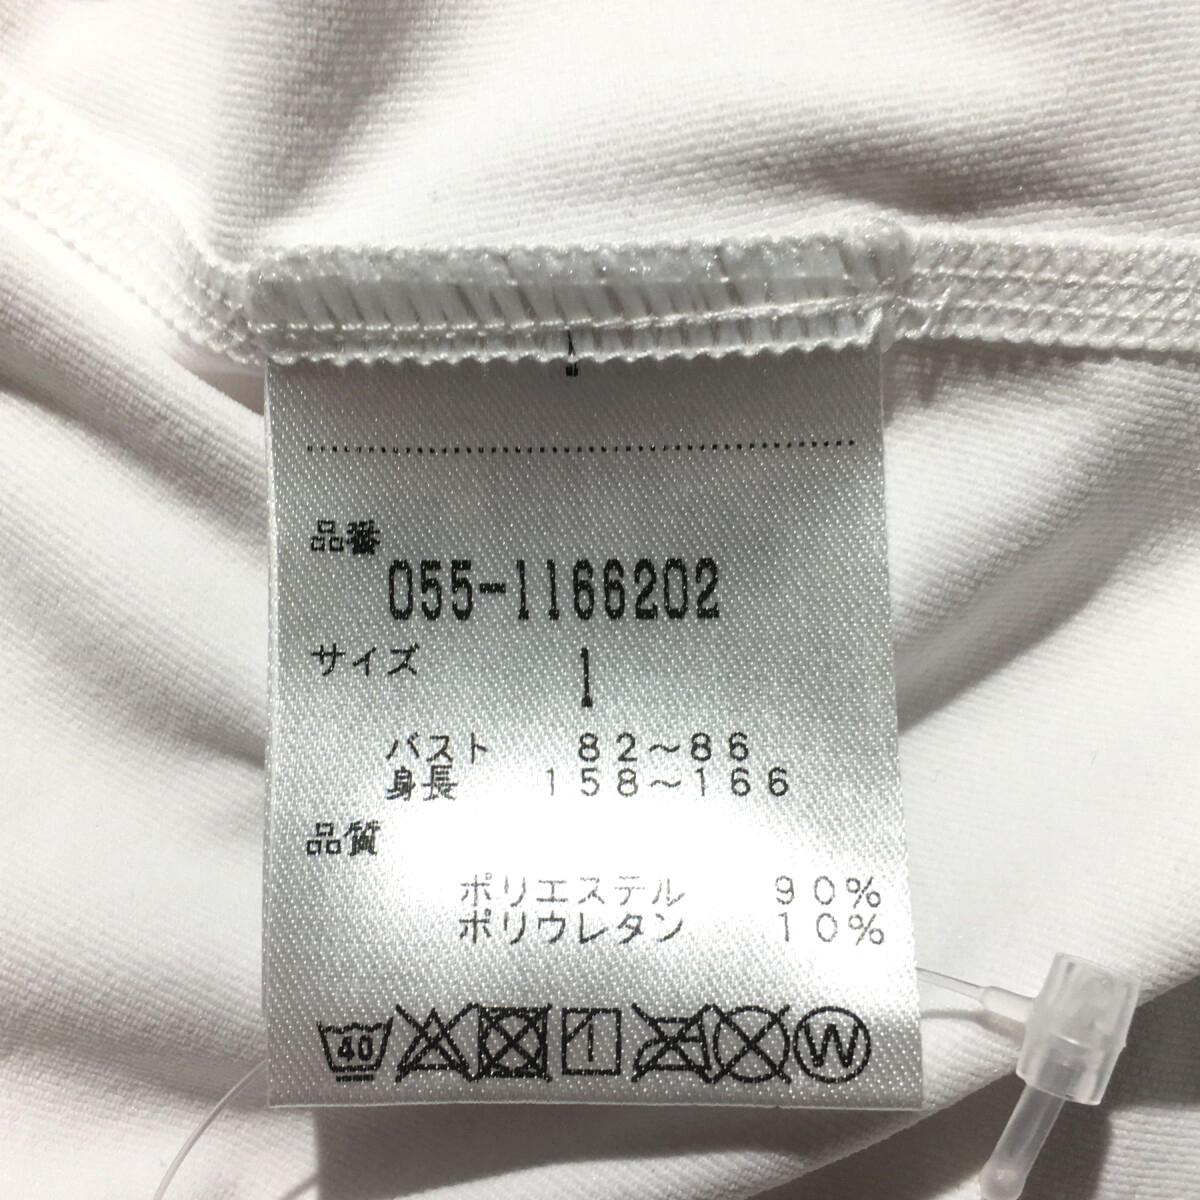 品番
055-1166202
サイズ 1
バスト 82～86
身長 158～166
品質
ポリエステル 90%
ポリウレタン 10%
40 W